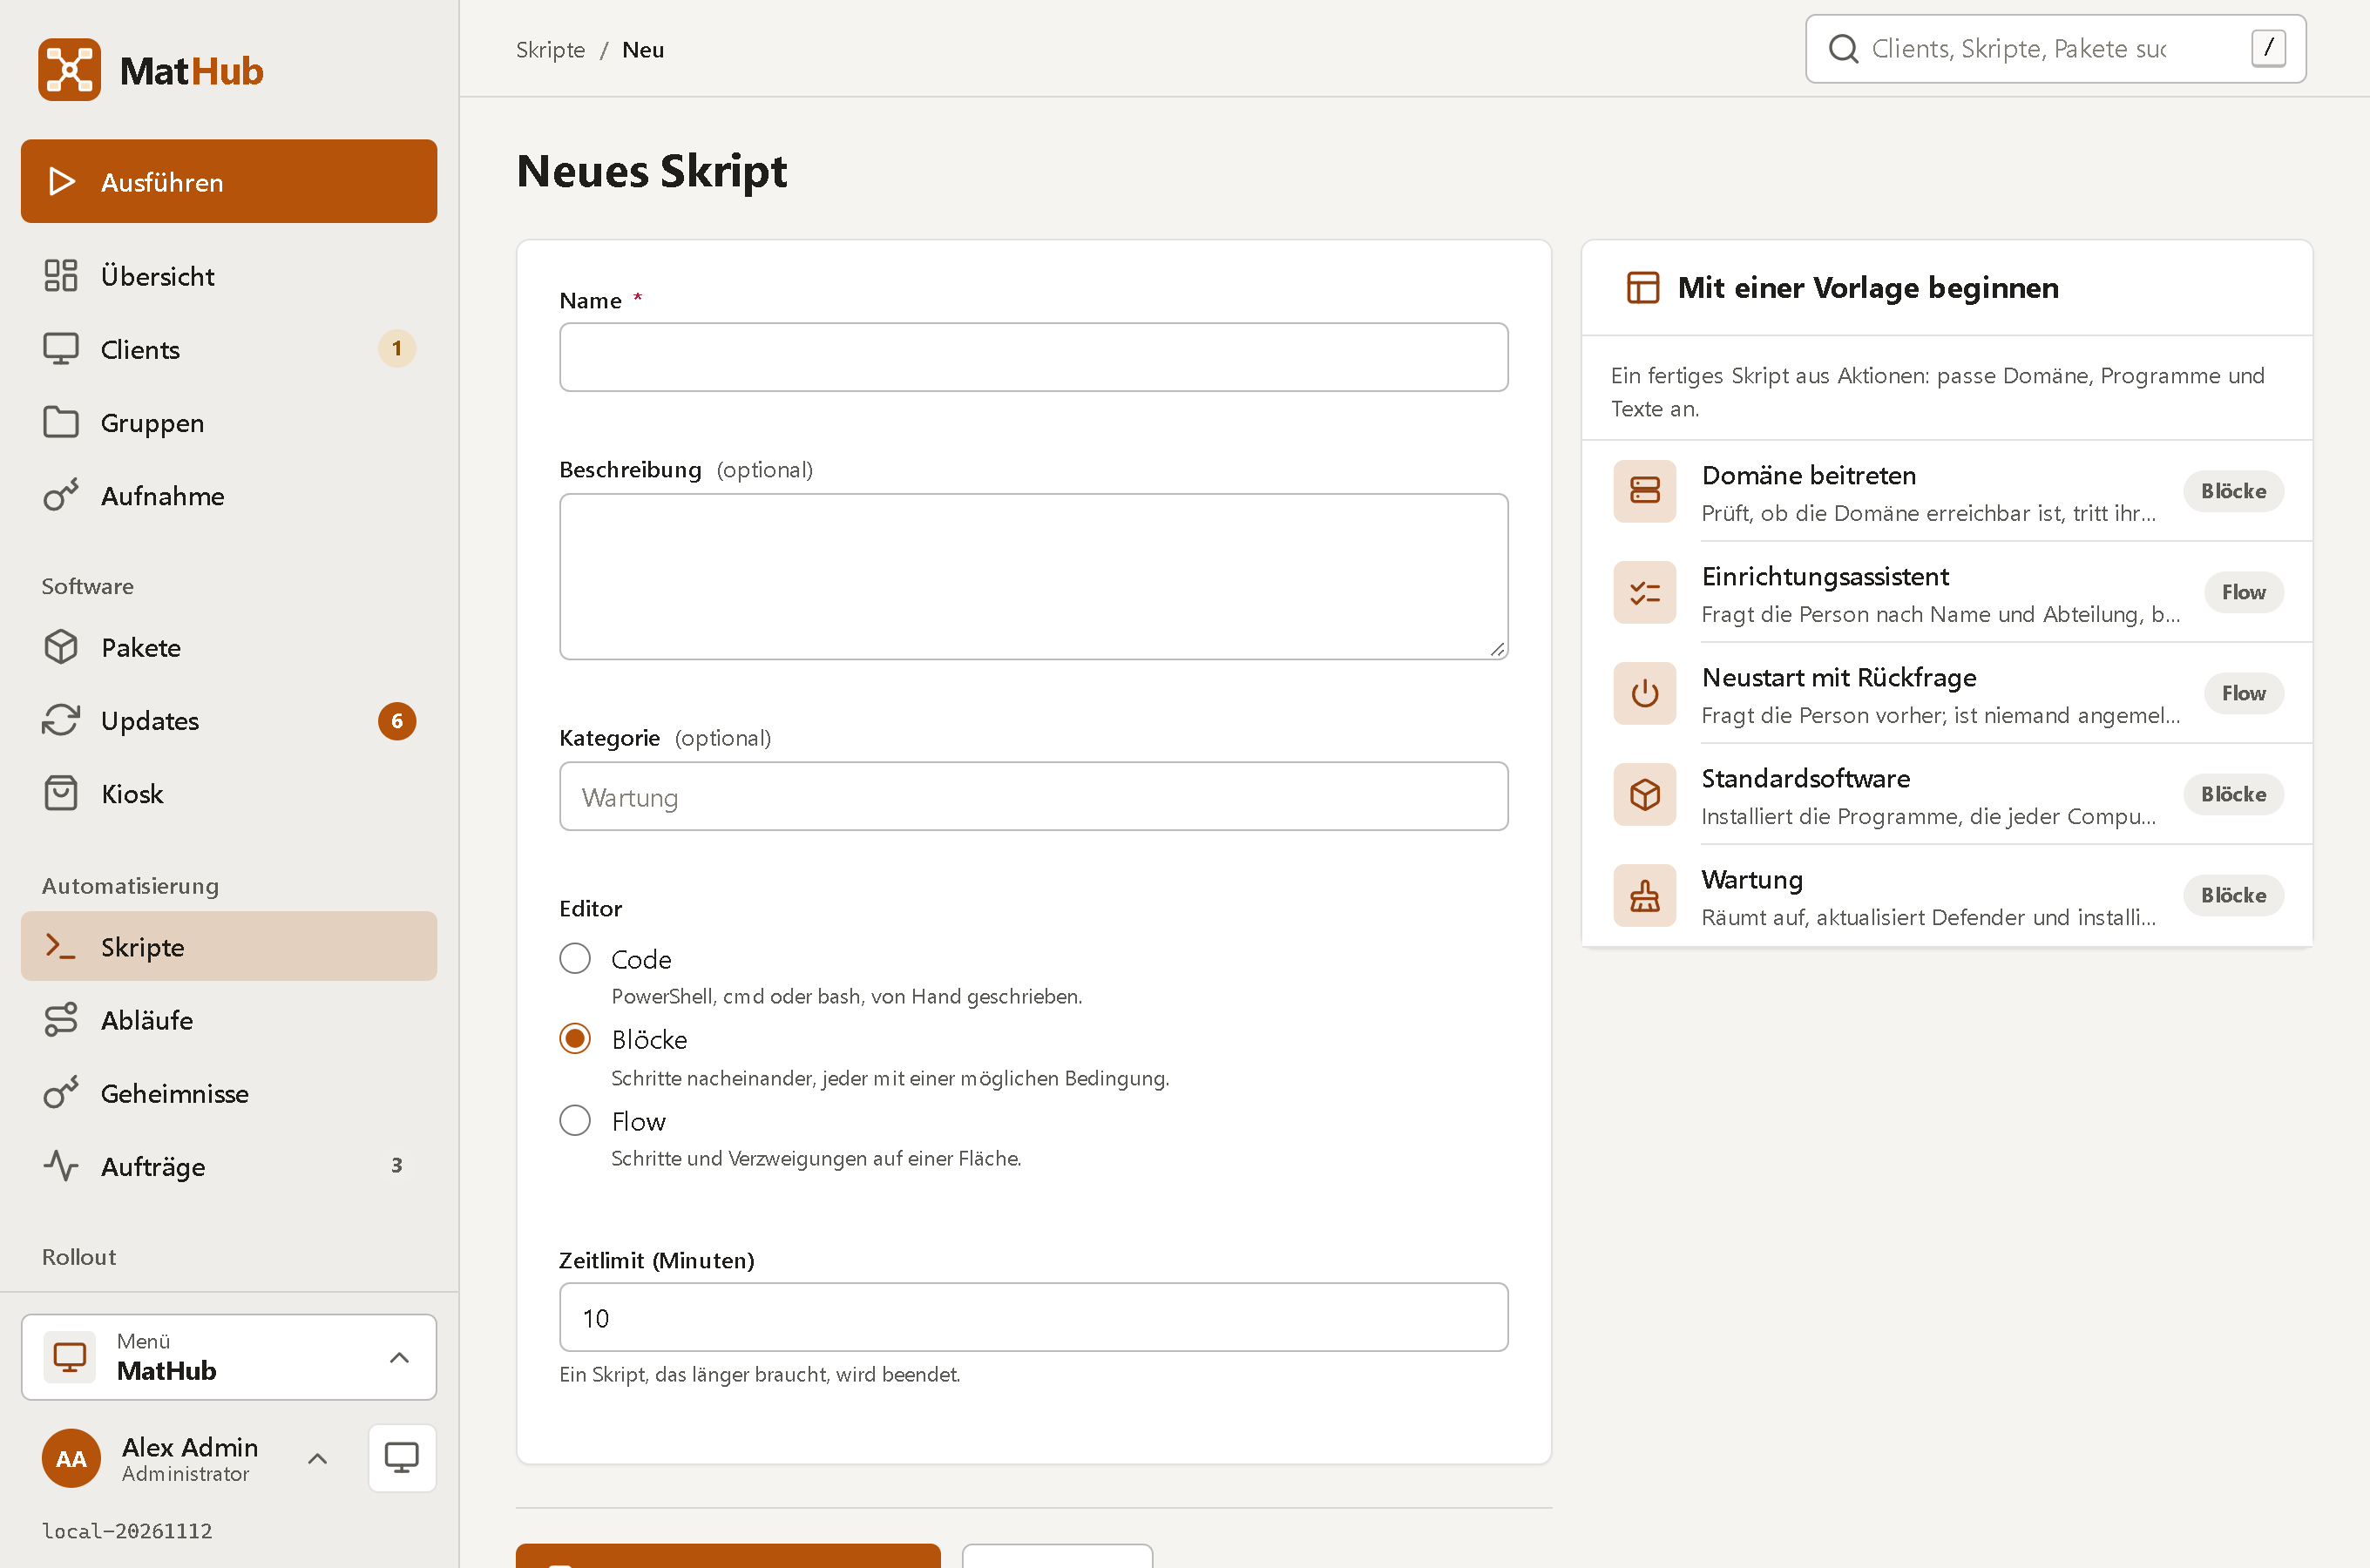 MatHub
Ausführen
Übersicht
Clients 1
Gruppen
Aufnahme
Software
Pakete
Updates 6
Kiosk
Automatisierung
Skripte
Abläufe
Geheimnisse
Aufträge 3
Rollout
Menü
MatHub
AA
Alex Admin
Administrator
local-20261112
Skripte / Neu
Clients, Skripte, Pakete suc /
Neues Skript
Name *
Beschreibung (optional)
Kategorie (optional)
Wartung
Editor
Code
PowerShell, cmd oder bash, von Hand geschrieben.
Blöcke
Schritte nacheinander, jeder mit einer möglichen Bedingung.
Flow
Schritte und Verzweigungen auf einer Fläche.
Zeitlimit (Minuten)
10
Ein Skript, das länger braucht, wird beendet.
Mit einer Vorlage beginnen
Ein fertiges Skript aus Aktionen: passe Domäne, Programme und
Texte an.
Domäne beitreten
Prüft, ob die Domäne erreichbar ist, tritt ihr...
Blöcke
Einrichtungsassistent
Fragt die Person nach Name und Abteilung, b...
Flow
Neustart mit Rückfrage
Fragt die Person vorher; ist niemand angemel...
Flow
Standardsoftware
Installiert die Programme, die jeder Compu...
Blöcke
Wartung
Räumt auf, aktualisiert Defender und installi...
Blöcke